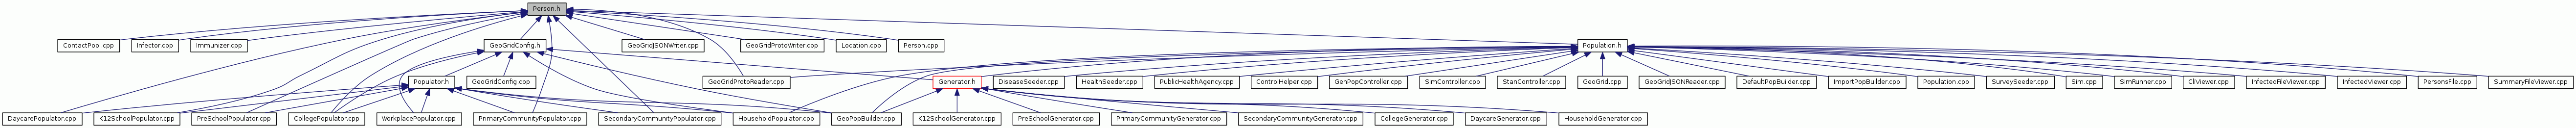 Person.h
ContactPool.cpp
Infector.cpp
Immunizer.cpp
GeoGridConfig.h
GeoGridJSONWriter.cpp
GeoGridProtoWriter.cpp
Location.cpp
Person.cpp
Population.h
Populator.h
GeoGridConfig.cpp
GeoGridProtoReader.cpp
Generator.h
DiseaseSeeder.cpp
HealthSeeder.cpp
PublicHealthAgency.cpp
ControlHelper.cpp
GenPopController.cpp
SimController.cpp
StanController.cpp
GeoGrid.cpp
GeoGridJSONReader.cpp
DefaultPopBuilder.cpp
ImportPopBuilder.cpp
Population.cpp
SurveySeeder.cpp
Sim.cpp
SimRunner.cpp
CliViewer.cpp
InfectedFileViewer.cpp
InfectedViewer.cpp
PersonsFile.cpp
SummaryFileViewer.cpp
DaycarePopulator.cpp
K12SchoolPopulator.cpp
PreSchoolPopulator.cpp
CollegePopulator.cpp
WorkplacePopulator.cpp
PrimaryCommunityPopulator.cpp
SecondaryCommunityPopulator.cpp
HouseholdPopulator.cpp
GeoPopBuilder.cpp
K12SchoolGenerator.cpp
PreSchoolGenerator.cpp
PrimaryCommunityGenerator.cpp
SecondaryCommunityGenerator.cpp
CollegeGenerator.cpp
DaycareGenerator.cpp
HouseholdGenerator.cpp